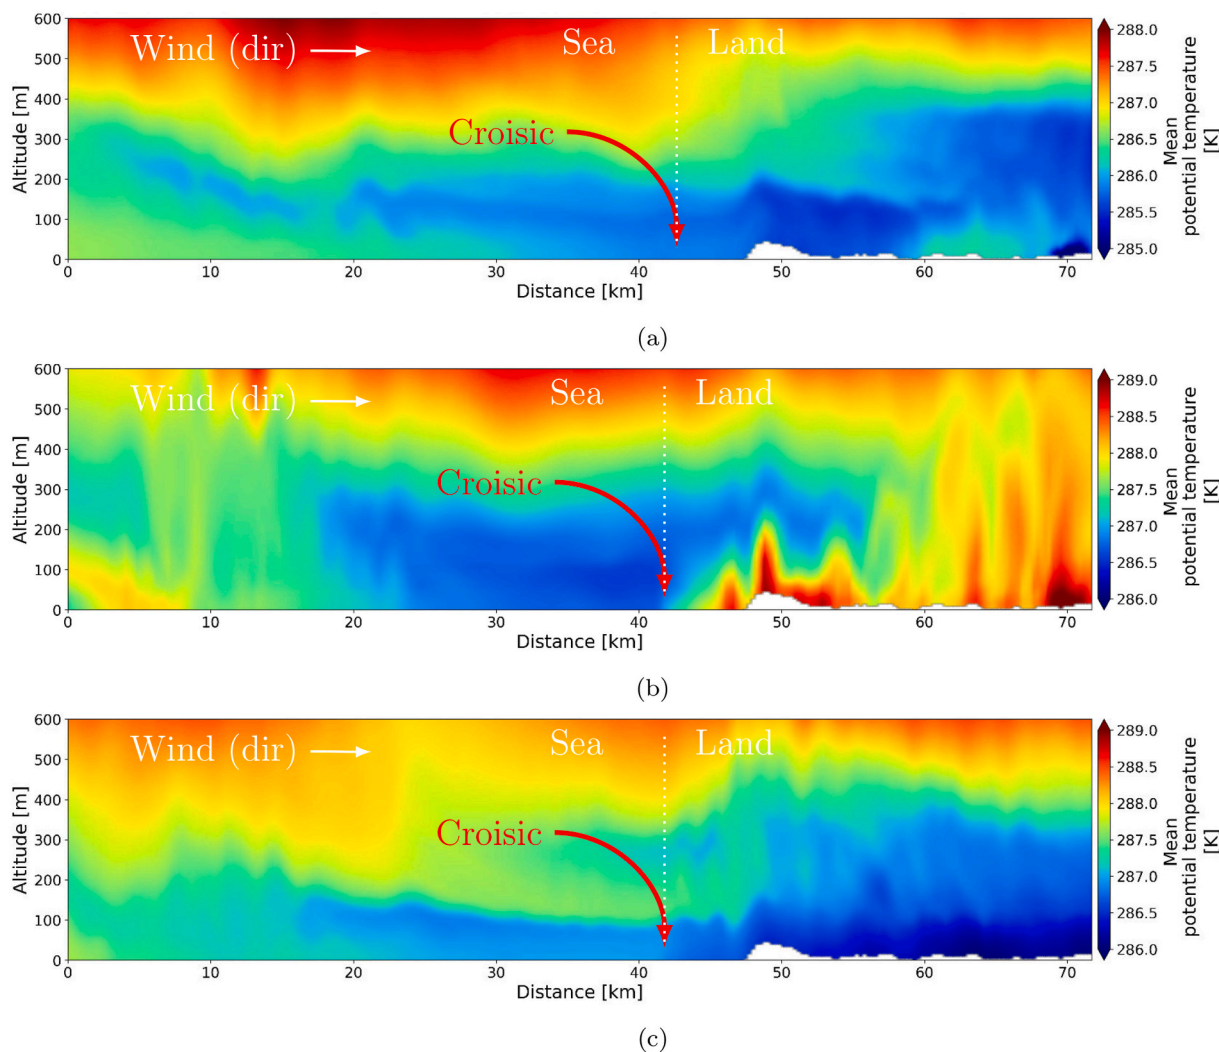 600
500
400
300
200
100
0
Altitude [m]
Wind (dir)
Sea
Land
Croisic
0 10 20 30 40 50 60 70
Distance [km]
288.0
287.5
287.0
286.5
286.0
285.5
285.0
Mean
potential temperature
[K]
(a)
600
500
400
300
200
100
0
Altitude [m]
Wind (dir)
Sea
Land
Croisic
0 10 20 30 40 50 60 70
Distance [km]
289.0
288.5
288.0
287.5
287.0
286.5
286.0
Mean
potential temperature
[K]
(b)
600
500
400
300
200
100
0
Altitude [m]
Wind (dir)
Sea
Land
Croisic
0 10 20 30 40 50 60 70
Distance [km]
289.0
288.5
288.0
287.5
287.0
286.5
286.0
Mean
potential temperature
[K]
(c)